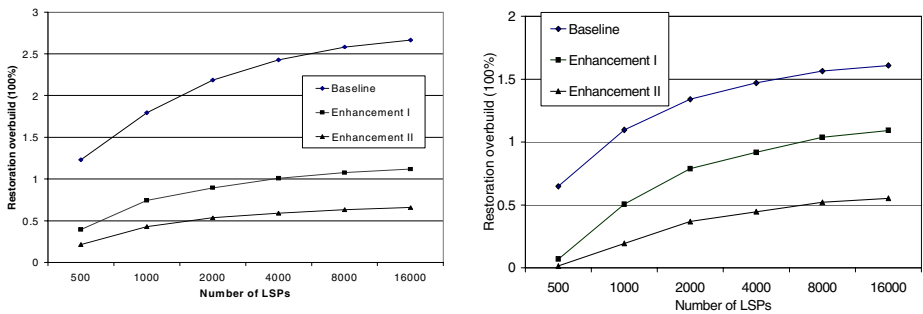 3
2.5
2
1.5
1
0.5
0
Restoration overbuild (100%)
Baseline
Enhancement I
Enhancement II
500 1000 2000 4000 8000 16000
Number of LSPs
2
1.5
1
0.5
0
Restoration overbuild (100%)
Baseline
Enhancement I
Enhancement II
500 1000 2000 4000 8000 16000
Number of LSPs